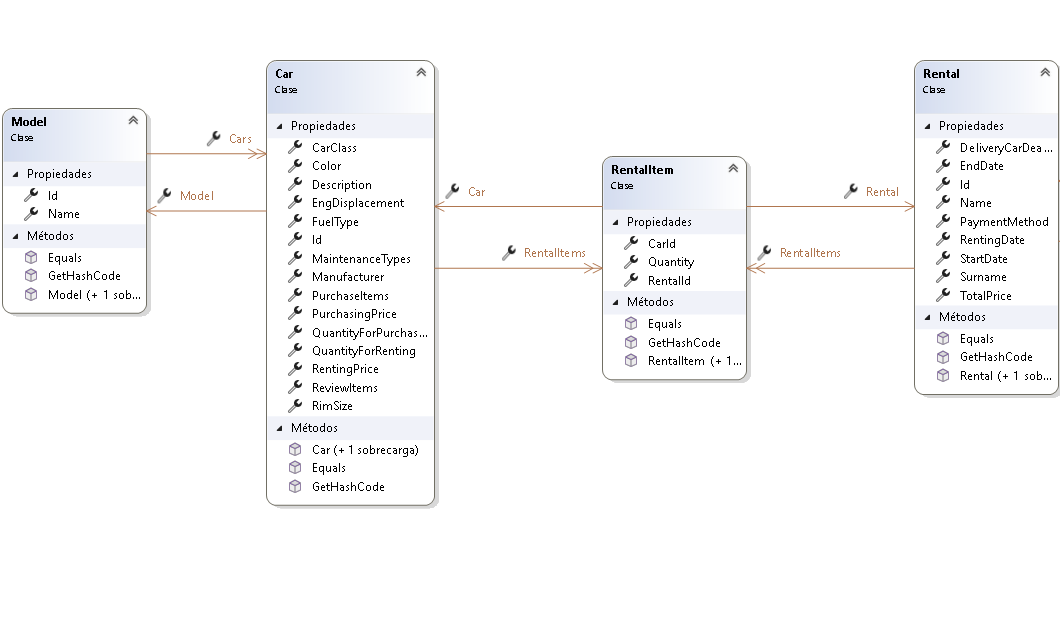 Model
Clase
Propiedades
Id
Name
Métodos
Equals
GetHashCode
Model (+ 1 sob...
Cars
Model
Car
Clase
Propiedades
CarClass
Color
Description
EngDisplacement
FuelType
Id
MaintenanceTypes
Manufacturer
PurchaseItems
PurchasingPrice
QuantityForPurchas...
QuantityForRenting
RentingPrice
ReviewItems
RimSize
Métodos
Car (+ 1 sobrecarga)
Equals
GetHashCode
Car
RentalItems
RentalItem
Clase
Propiedades
CarId
Quantity
RentalId
Métodos
Equals
GetHashCode
RentalItem (+ 1...
Rental
RentalItems
Rental
Clase
Propiedades
DeliveryCarDea...
EndDate
Id
Name
PaymentMethod
RentingDate
StartDate
Surname
TotalPrice
Métodos
Equals
GetHashCode
Rental (+ 1 sob...